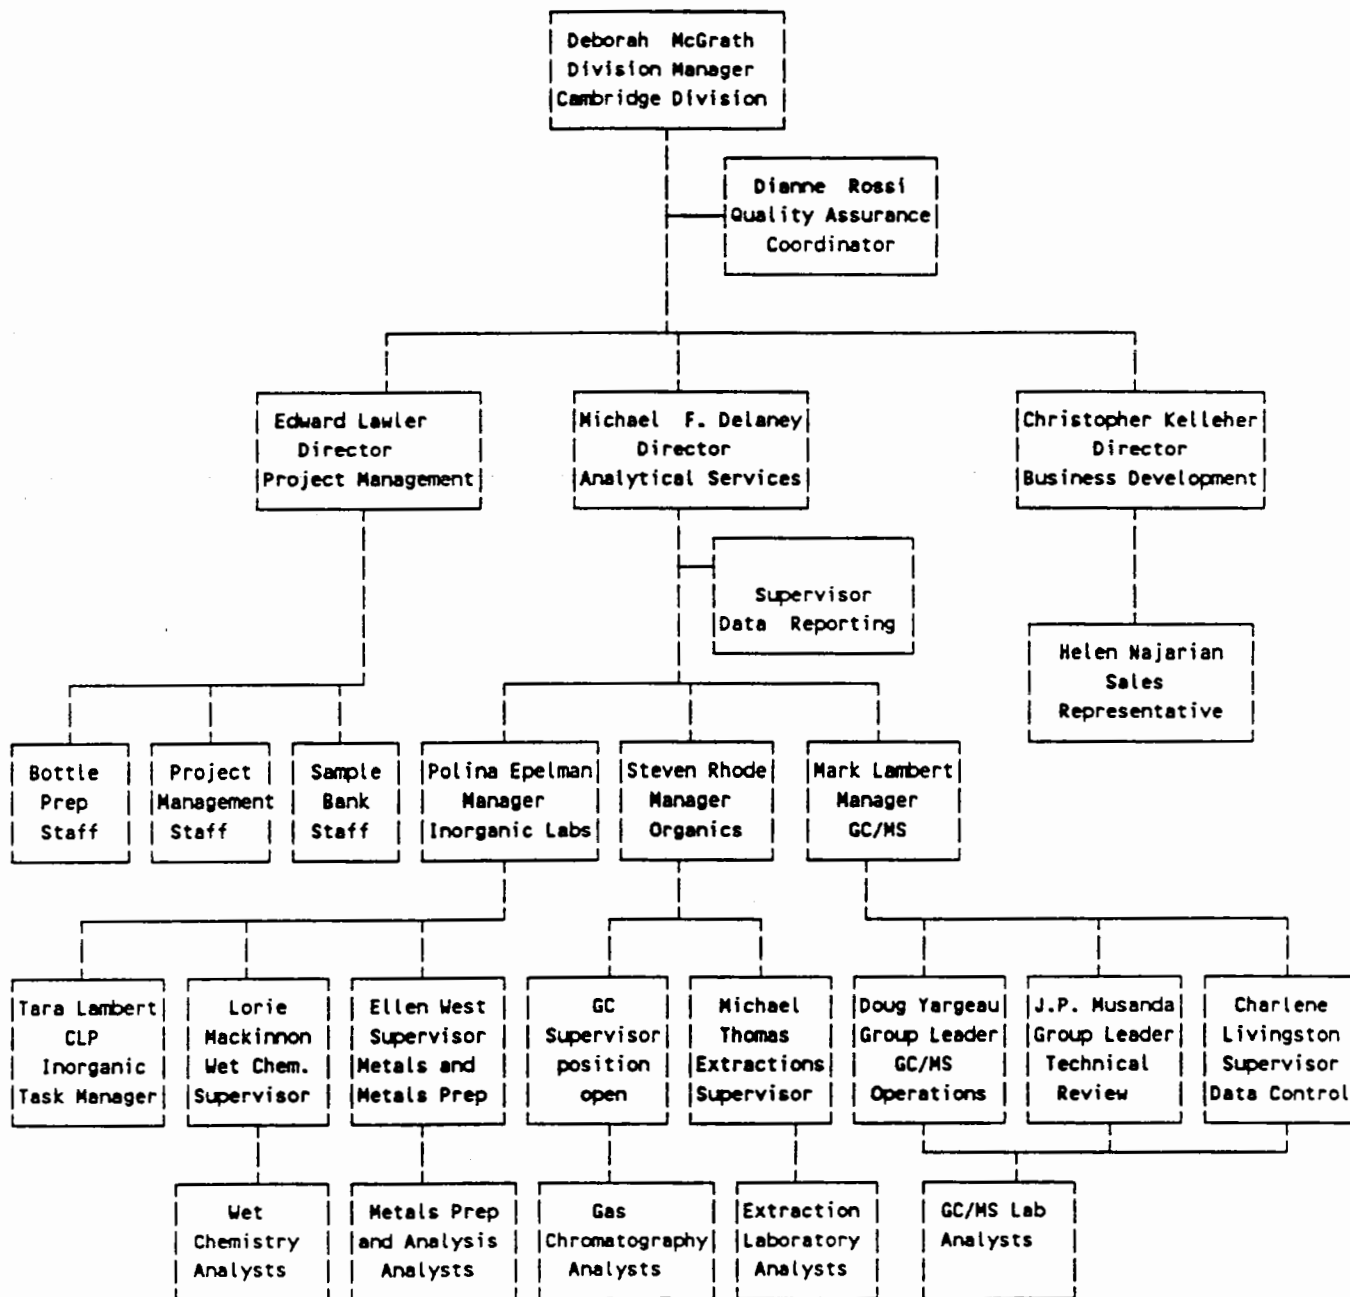 Deborah McGrath
Division Manager
Cambridge Division
Dianne Rossi
Quality Assurance
Coordinator
Edward Lawler
Director
Project Management
Michael F. Delaney
Director
Analytical Services
Christopher Kelleher
Director
Business Development
Supervisor
Data Reporting
Helen Najarian
Sales
Representative
Bottle
Prep
Staff
Project
Management
Staff
Sample
Bank
Staff
Polina Epelman
Manager
Inorganic Labs
Steven Rhode
Manager
Organics
Mark Lambert
Manager
GC/MS
Tara Lambert
CLP
Inorganic
Task Manager
Lorie
Mackinnon
Wet Chem.
Supervisor
Ellen West
Supervisor
Metals and
Metals Prep
GC
Supervisor
position
open
Michael
Thomas
Extractions
Supervisor
Doug Yargeau
Group Leader
GC/MS
Operations
J.P. Musanda
Group Leader
Technical
Review
Charlene
Livingston
Supervisor
Data Control
Wet
Chemistry
Analysts
Metals Prep
and Analysis
Analysts
Gas
Chromatography
Analysts
Extraction
Laboratory
Analysts
GC/MS Lab
Analysts